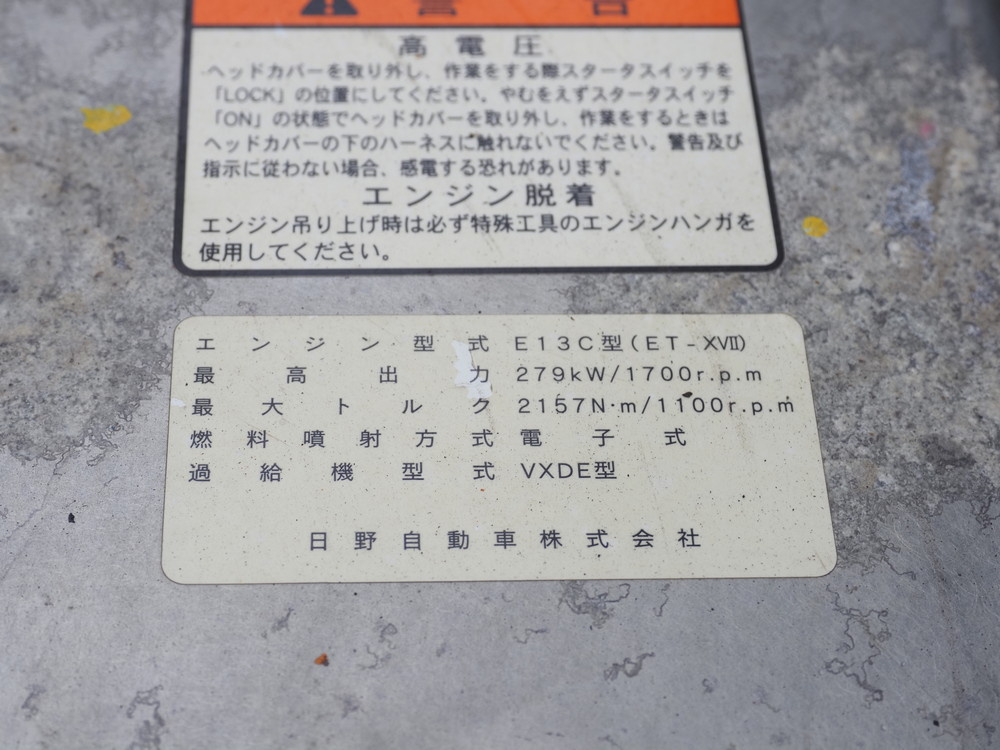 警告
高電圧
ヘッドカバーを取り外し、作業をする際スタータスイッチを
「LOCK」の位置にしてください。やむをえずスタータスイッチ
「ON」の状態でヘッドカバーを取り外し、作業をするときは
ヘッドカバーの下のハーネスに触れないでください。警告及び
指示に従わない場合、感電する恐れがあります。
エンジン脱着
エンジン吊り上げ時は必ず特殊工具のエンジンハンガを
使用してください。
エンジン型式 E13C型(ET-XVII)
最高出力 279kW/1700r.p.m
最大トルク 2157N·m/1100r.p.m
燃料噴射方式 電子式
過給機型式 VXDE型
日野自動車株式会社